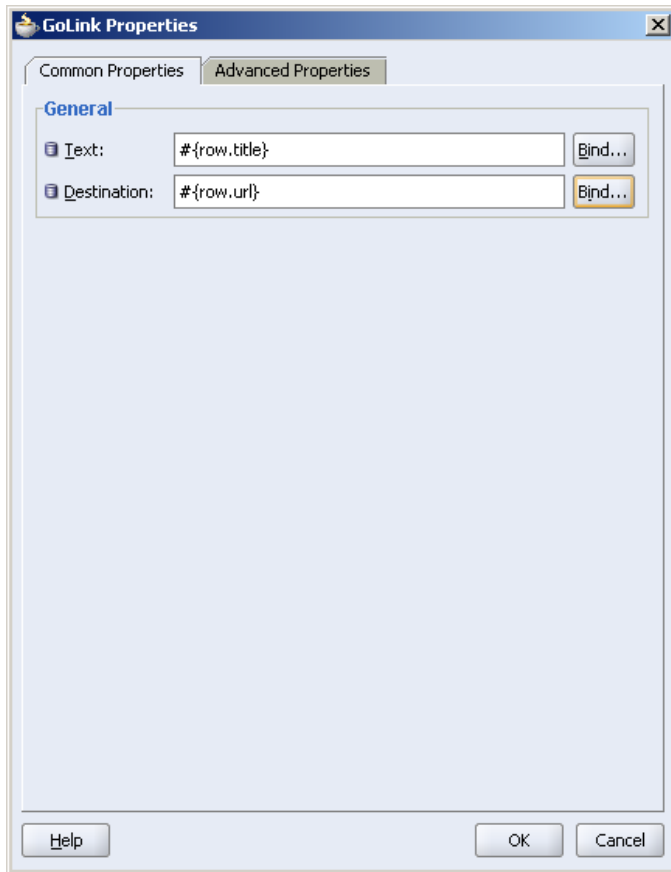 GoLink Properties
Common Properties Advanced Properties
General
Text: #{row.title} Bind...
Destination: #{row.url} Bind...
Help OK Cancel